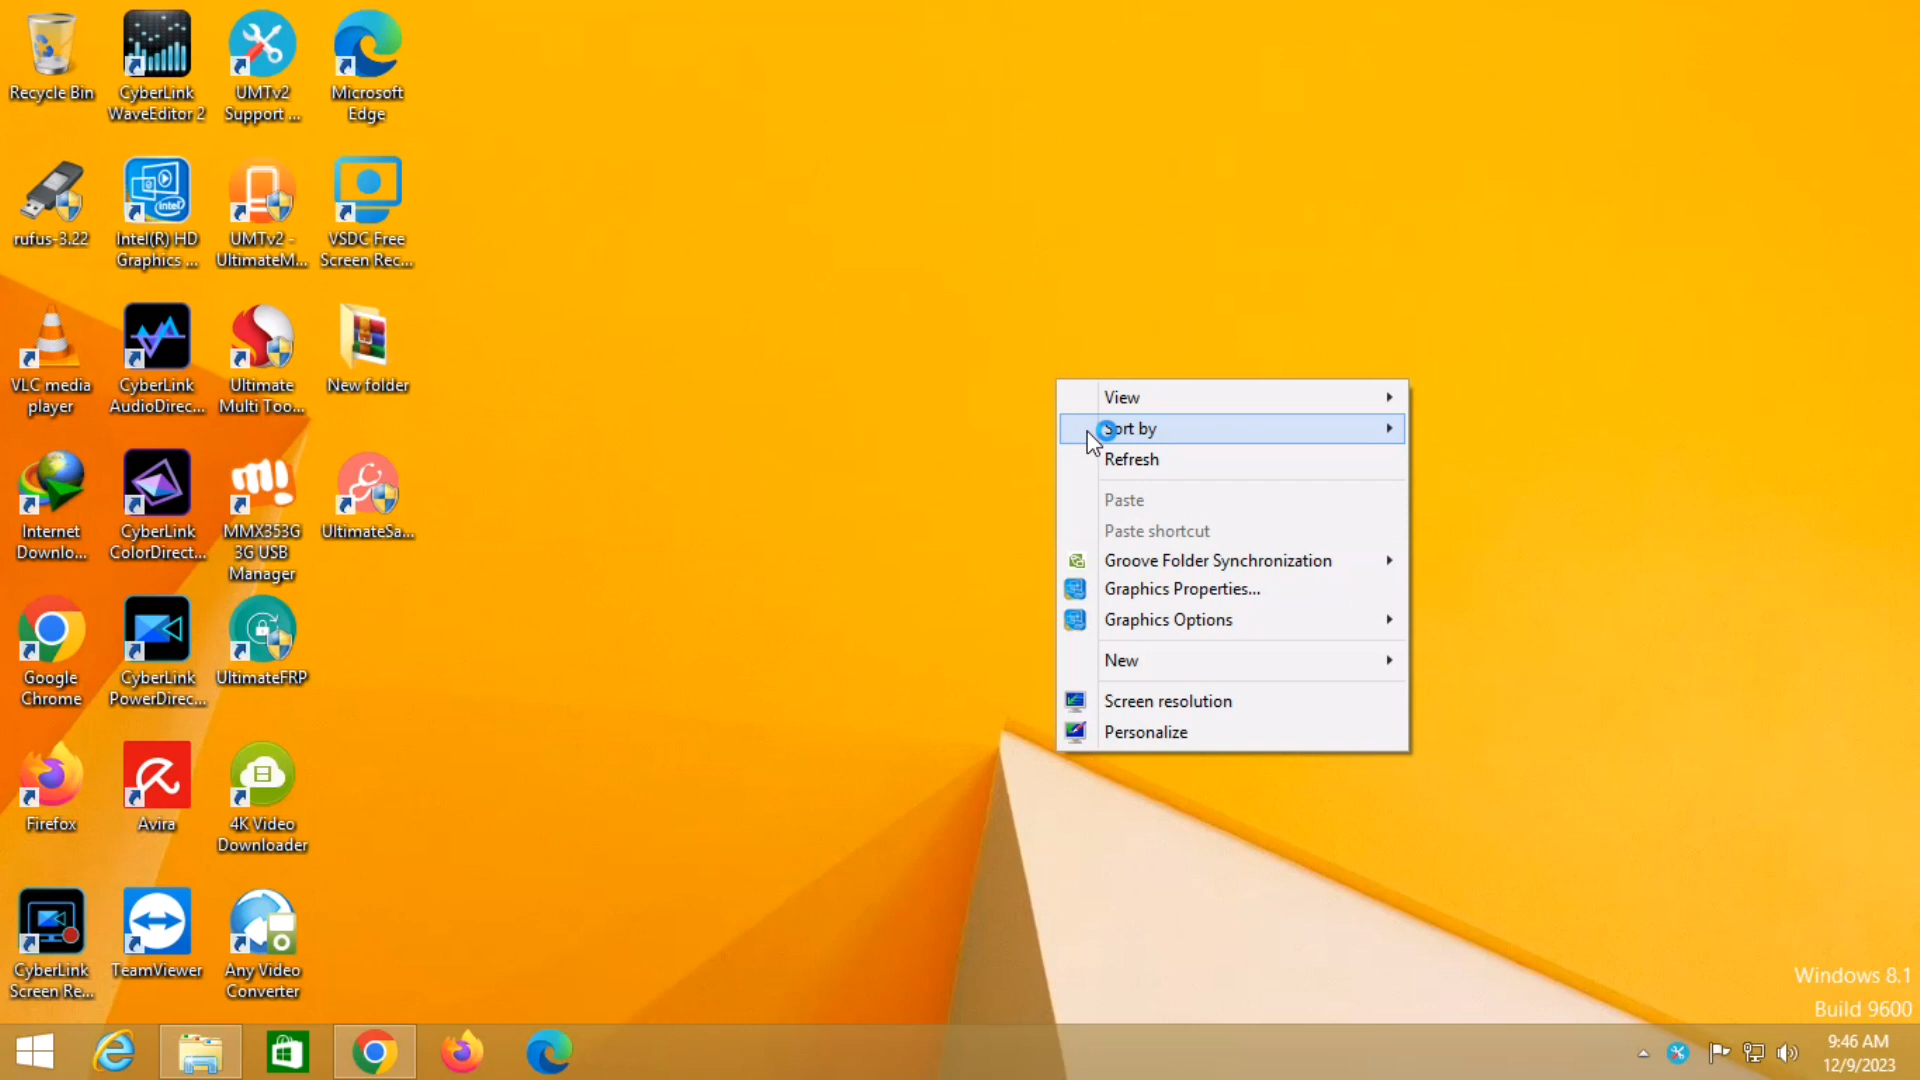 Recycle Bin
CyberLink
WaveEditor 2
UMTv2
Support ...
Microsoft
Edge
rufus-3.22
Intel(R) HD
Graphics ...
UMTv2 -
UltimateM...
VSDC Free
Screen Rec...
VLC media
player
CyberLink
AudioDirec...
Ultimate
Multi Too...
New folder
Internet
Downlo...
CyberLink
ColorDirect...
MMX353G
3G USB
Manager
UltimateSa...
Google
Chrome
CyberLink
PowerDirec...
UltimateFRP
Firefox
Avira
4K Video
Downloader
CyberLink
Screen Re...
TeamViewer
Any Video
Converter
intel
View
Sort by
Refresh
Paste
Paste shortcut
Groove Folder Synchronization
Graphics Properties...
Graphics Options
New
Screen resolution
Personalize
Windows 8.1
Build 9600
9:46 AM
12/9/2023